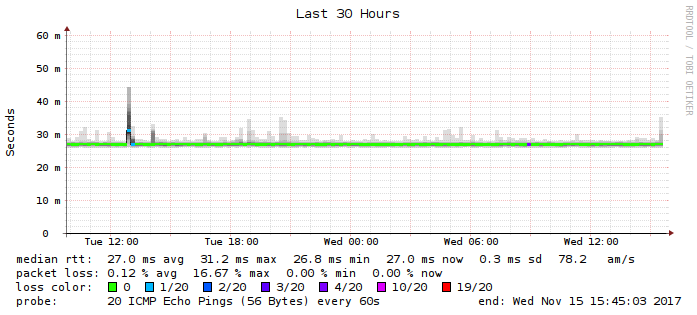 Last 30 Hours
RRDTOOL / TOBI OETIKER
Seconds
60 m
50 m
40 m
30 m
20 m
10 m
0
Tue 12:00 Tue 18:00 Wed 00:00 Wed 06:00 Wed 12:00
median rtt: 27.0 ms avg 31.2 ms max 26.8 ms min 27.0 ms now 0.3 ms sd 78.2 am/s
packet loss: 0.12 % avg 16.67 % max 0.00 % min 0.00 % now
loss color: 0 1/20 2/20 3/20 4/20 10/20 19/20
probe: 20 ICMP Echo Pings (56 Bytes) every 60s end: Wed Nov 15 15:45:03 2017